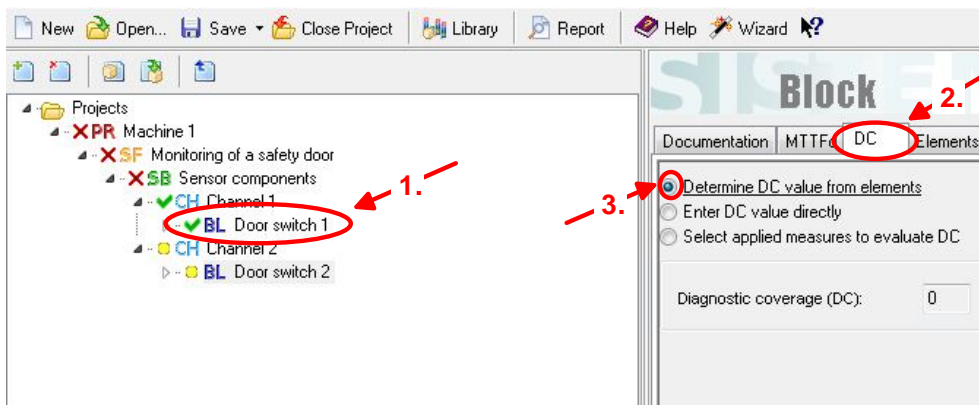 New Open... Save Close Project Library Report Help Wizard
Projects
PR Machine 1
SF Monitoring of a safety door
SB Sensor components
CH Channel 1
BL Door switch 1
CH Channel 2
BL Door switch 2
1.
Block
2.
Documentation MTTFd DC Elements
3.
Determine DC value from elements
Enter DC value directly
Select applied measures to evaluate DC
Diagnostic coverage (DC): 0